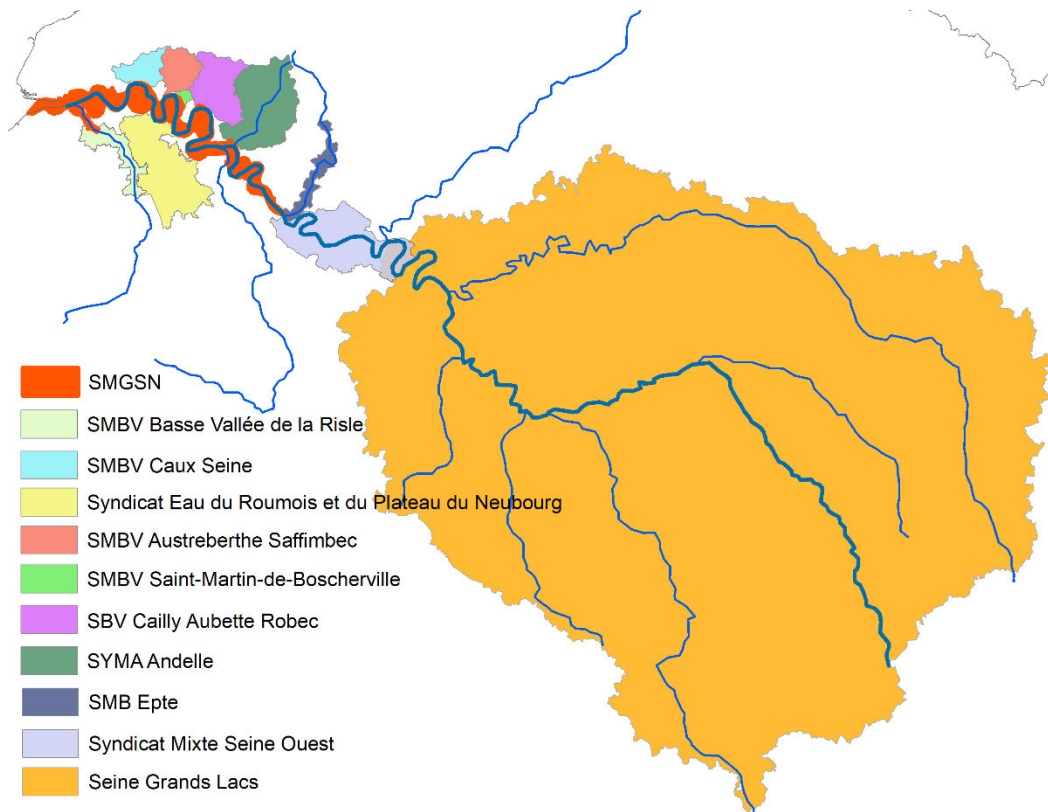 SMGSN
SMBV Basse Vallée de la Risle
SMBV Caux Seine
Syndicat Eau du Roumois et du Plateau du Neubourg
SMBV Austreberthe Saffimbec
SMBV Saint-Martin-de-Boscherville
SBV Cailly Aubette Robec
SYMA Andelle
SMB Epte
Syndicat Mixte Seine Ouest
Seine Grands Lacs